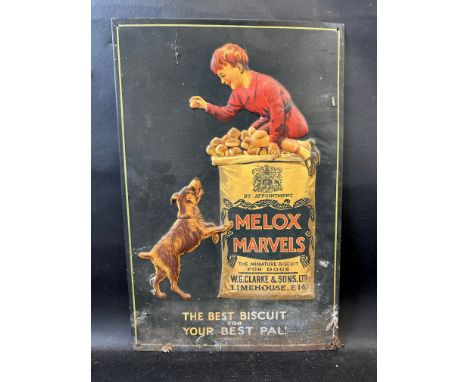 BY APPOINTMENT
MELOX
MARVELS
THE MINIATURE BISCUIT
FOR DOGS
W.G. CLARKE & SONS, LTD
LIMEHOUSE, E14
THE BEST BISCUIT
FOR
YOUR BEST PAL!